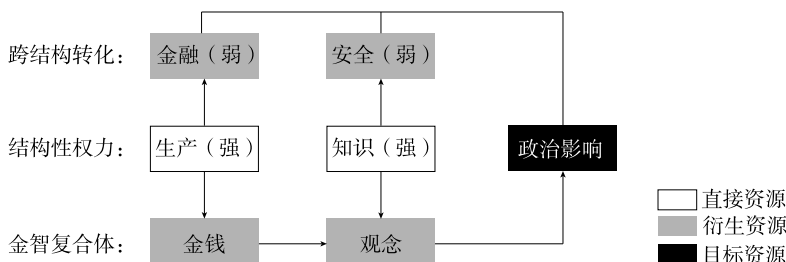 跨结构转化： 金融（弱） 安全（弱）
结构性权力： 生产（强） 知识（强） 政治影响
直接资源
衍生资源
金智复合体： 金钱 观念
目标资源